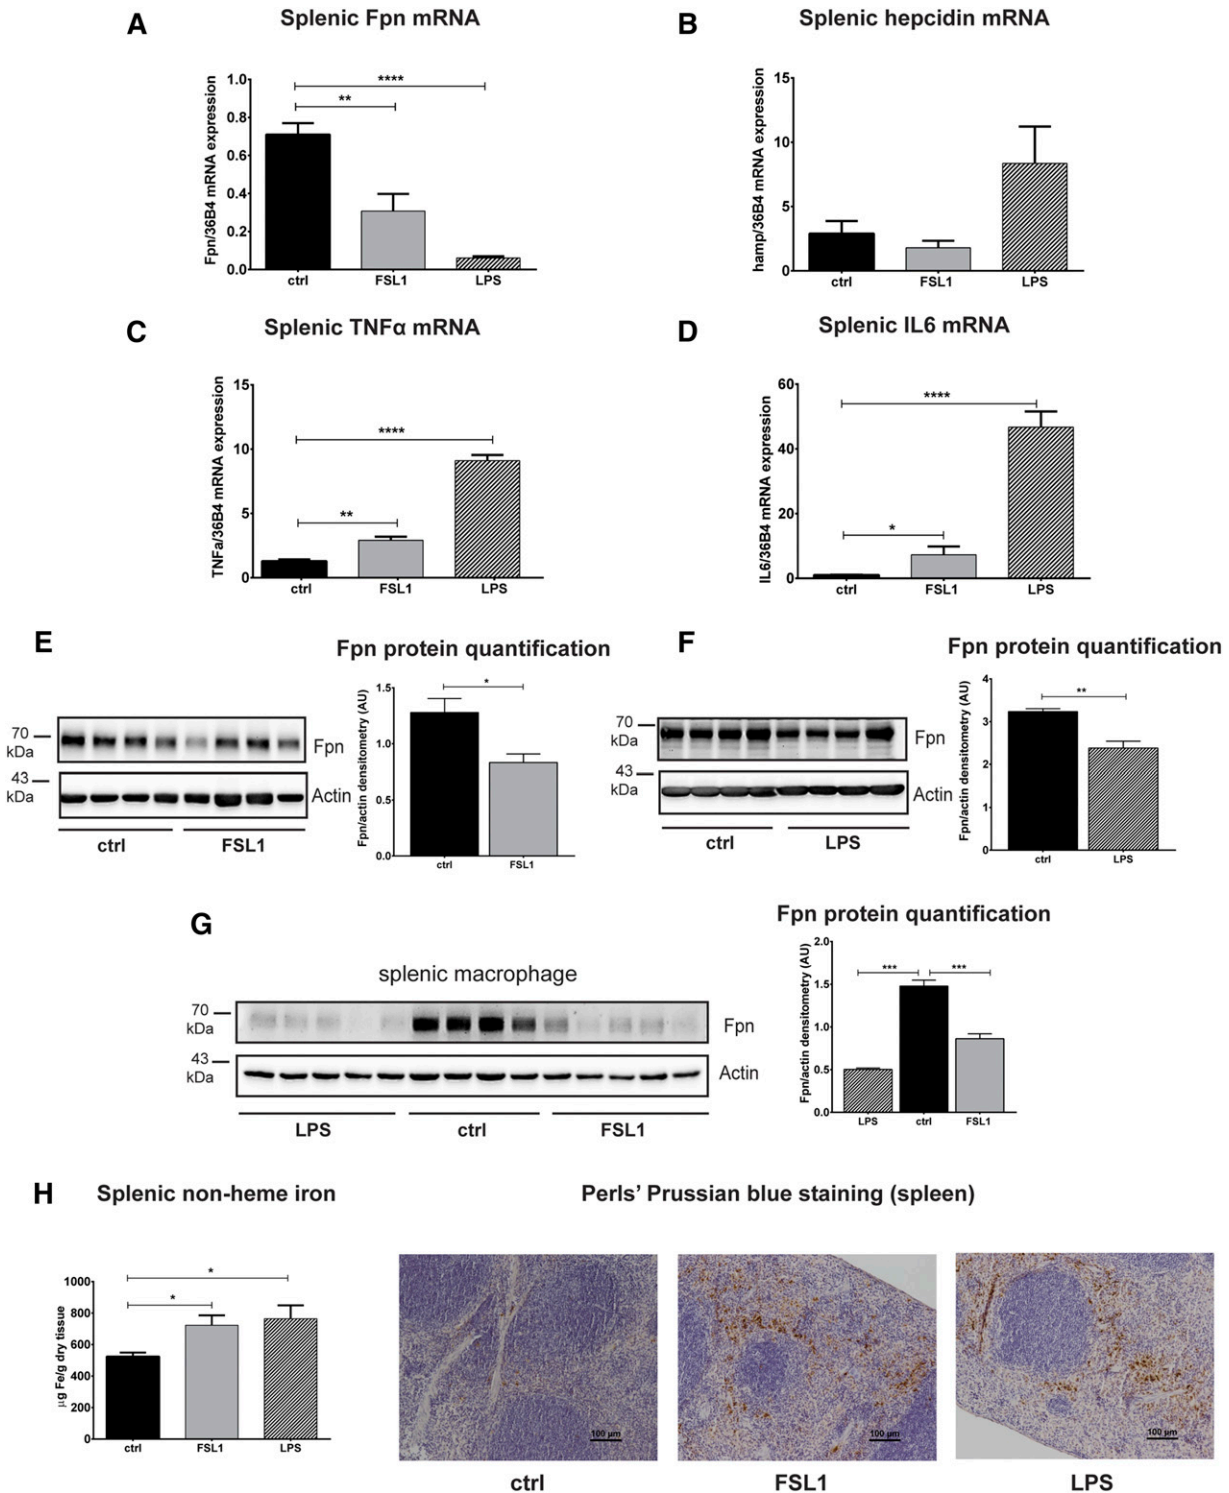 A
Splenic Fpn mRNA
Fpn/36B4 mRNA expression
1.0
0.8
0.6
0.4
0.2
0.0
****
**
ctrl FSL1 LPS
B
Splenic hepcidin mRNA
hamp/36B4 mRNA expression
15
10
5
0
ctrl FSL1 LPS
C
Splenic TNFα mRNA
TNFa/36B4 mRNA expression
15
10
5
0
****
**
ctrl FSL1 LPS
D
Splenic IL6 mRNA
IL6/36B4 mRNA expression
60
40
20
0
****
*
ctrl FSL1 LPS
E
70
kDa
43
kDa
Fpn
Actin
ctrl FSL1
Fpn protein quantification
Fpn/actin densitometry (AU)
1.5
1.0
0.5
0.0
*
ctrl FSL1
F
70
kDa
43
kDa
Fpn
Actin
ctrl LPS
Fpn protein quantification
Fpn/actin densitometry (AU)
4
3
2
1
0
**
ctrl LPS
G
splenic macrophage
70
kDa
43
kDa
Fpn
Actin
LPS ctrl FSL1
Fpn protein quantification
Fpn/actin densitometry (AU)
2.0
1.5
1.0
0.5
0.0
*** ***
LPS ctrl FSL1
H
Splenic non-heme iron
µg Fe/g dry tissue
1000
800
600
400
200
0
*
*
ctrl FSL1 LPS
Perls’ Prussian blue staining (spleen)
100 µm
100 µm
100 µm
ctrl FSL1 LPS